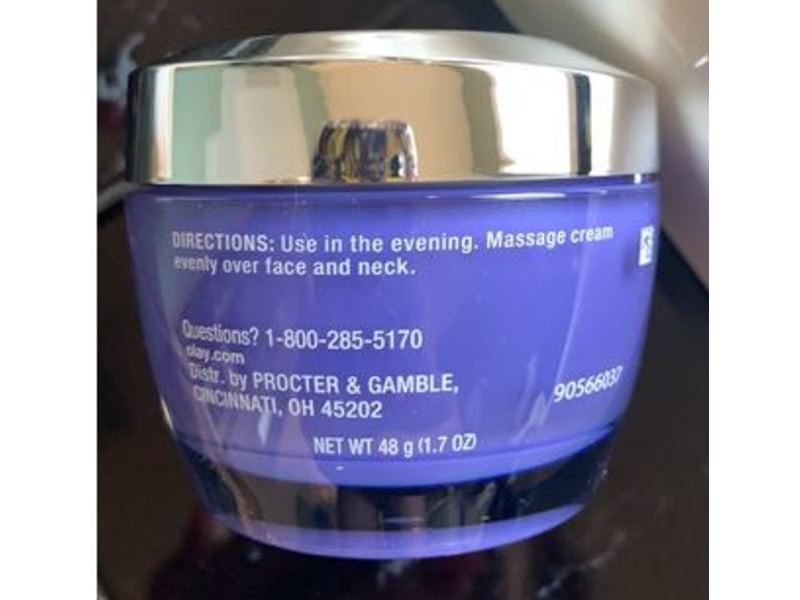 DIRECTIONS: Use in the evening. Massage cream
evenly over face and neck.
Questions? 1-800-285-5170
olay.com
Distr. by PROCTER & GAMBLE,
CINCINNATI, OH 45202
90566037
NET WT 48 g (1.7 OZ)